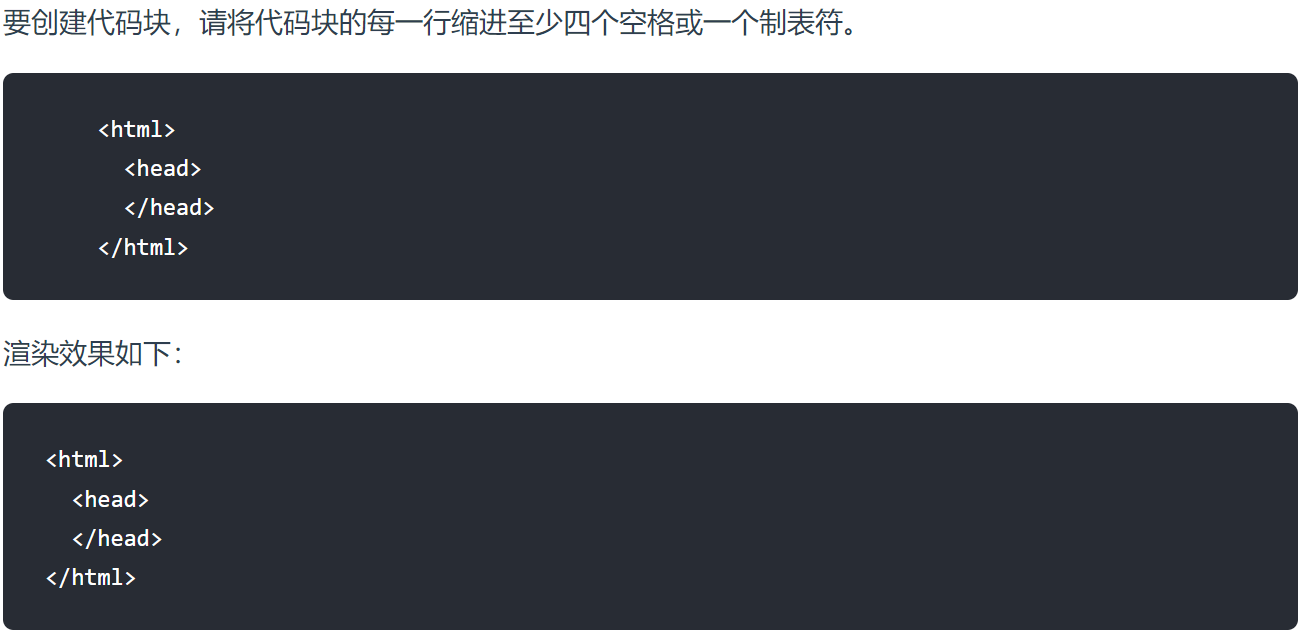 要创建代码块，请将代码块的每一行缩进至少四个空格或一个制表符。
    <html>
      <head>
      </head>
    </html>
渲染效果如下：
<html>
  <head>
  </head>
</html>